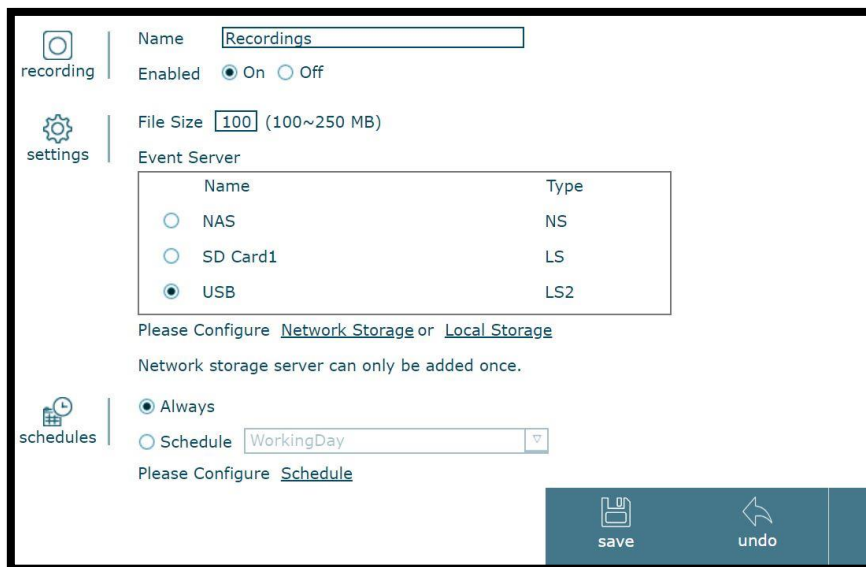 recording
Name Recordings
Enabled On Off
settings
File Size 100 (100~250 MB)
Event Server
Name Type
NAS NS
SD Card1 LS
USB LS2
Please Configure Network Storage or Local Storage
Network storage server can only be added once.
schedules
Always
Schedule WorkingDay
Please Configure Schedule
save undo